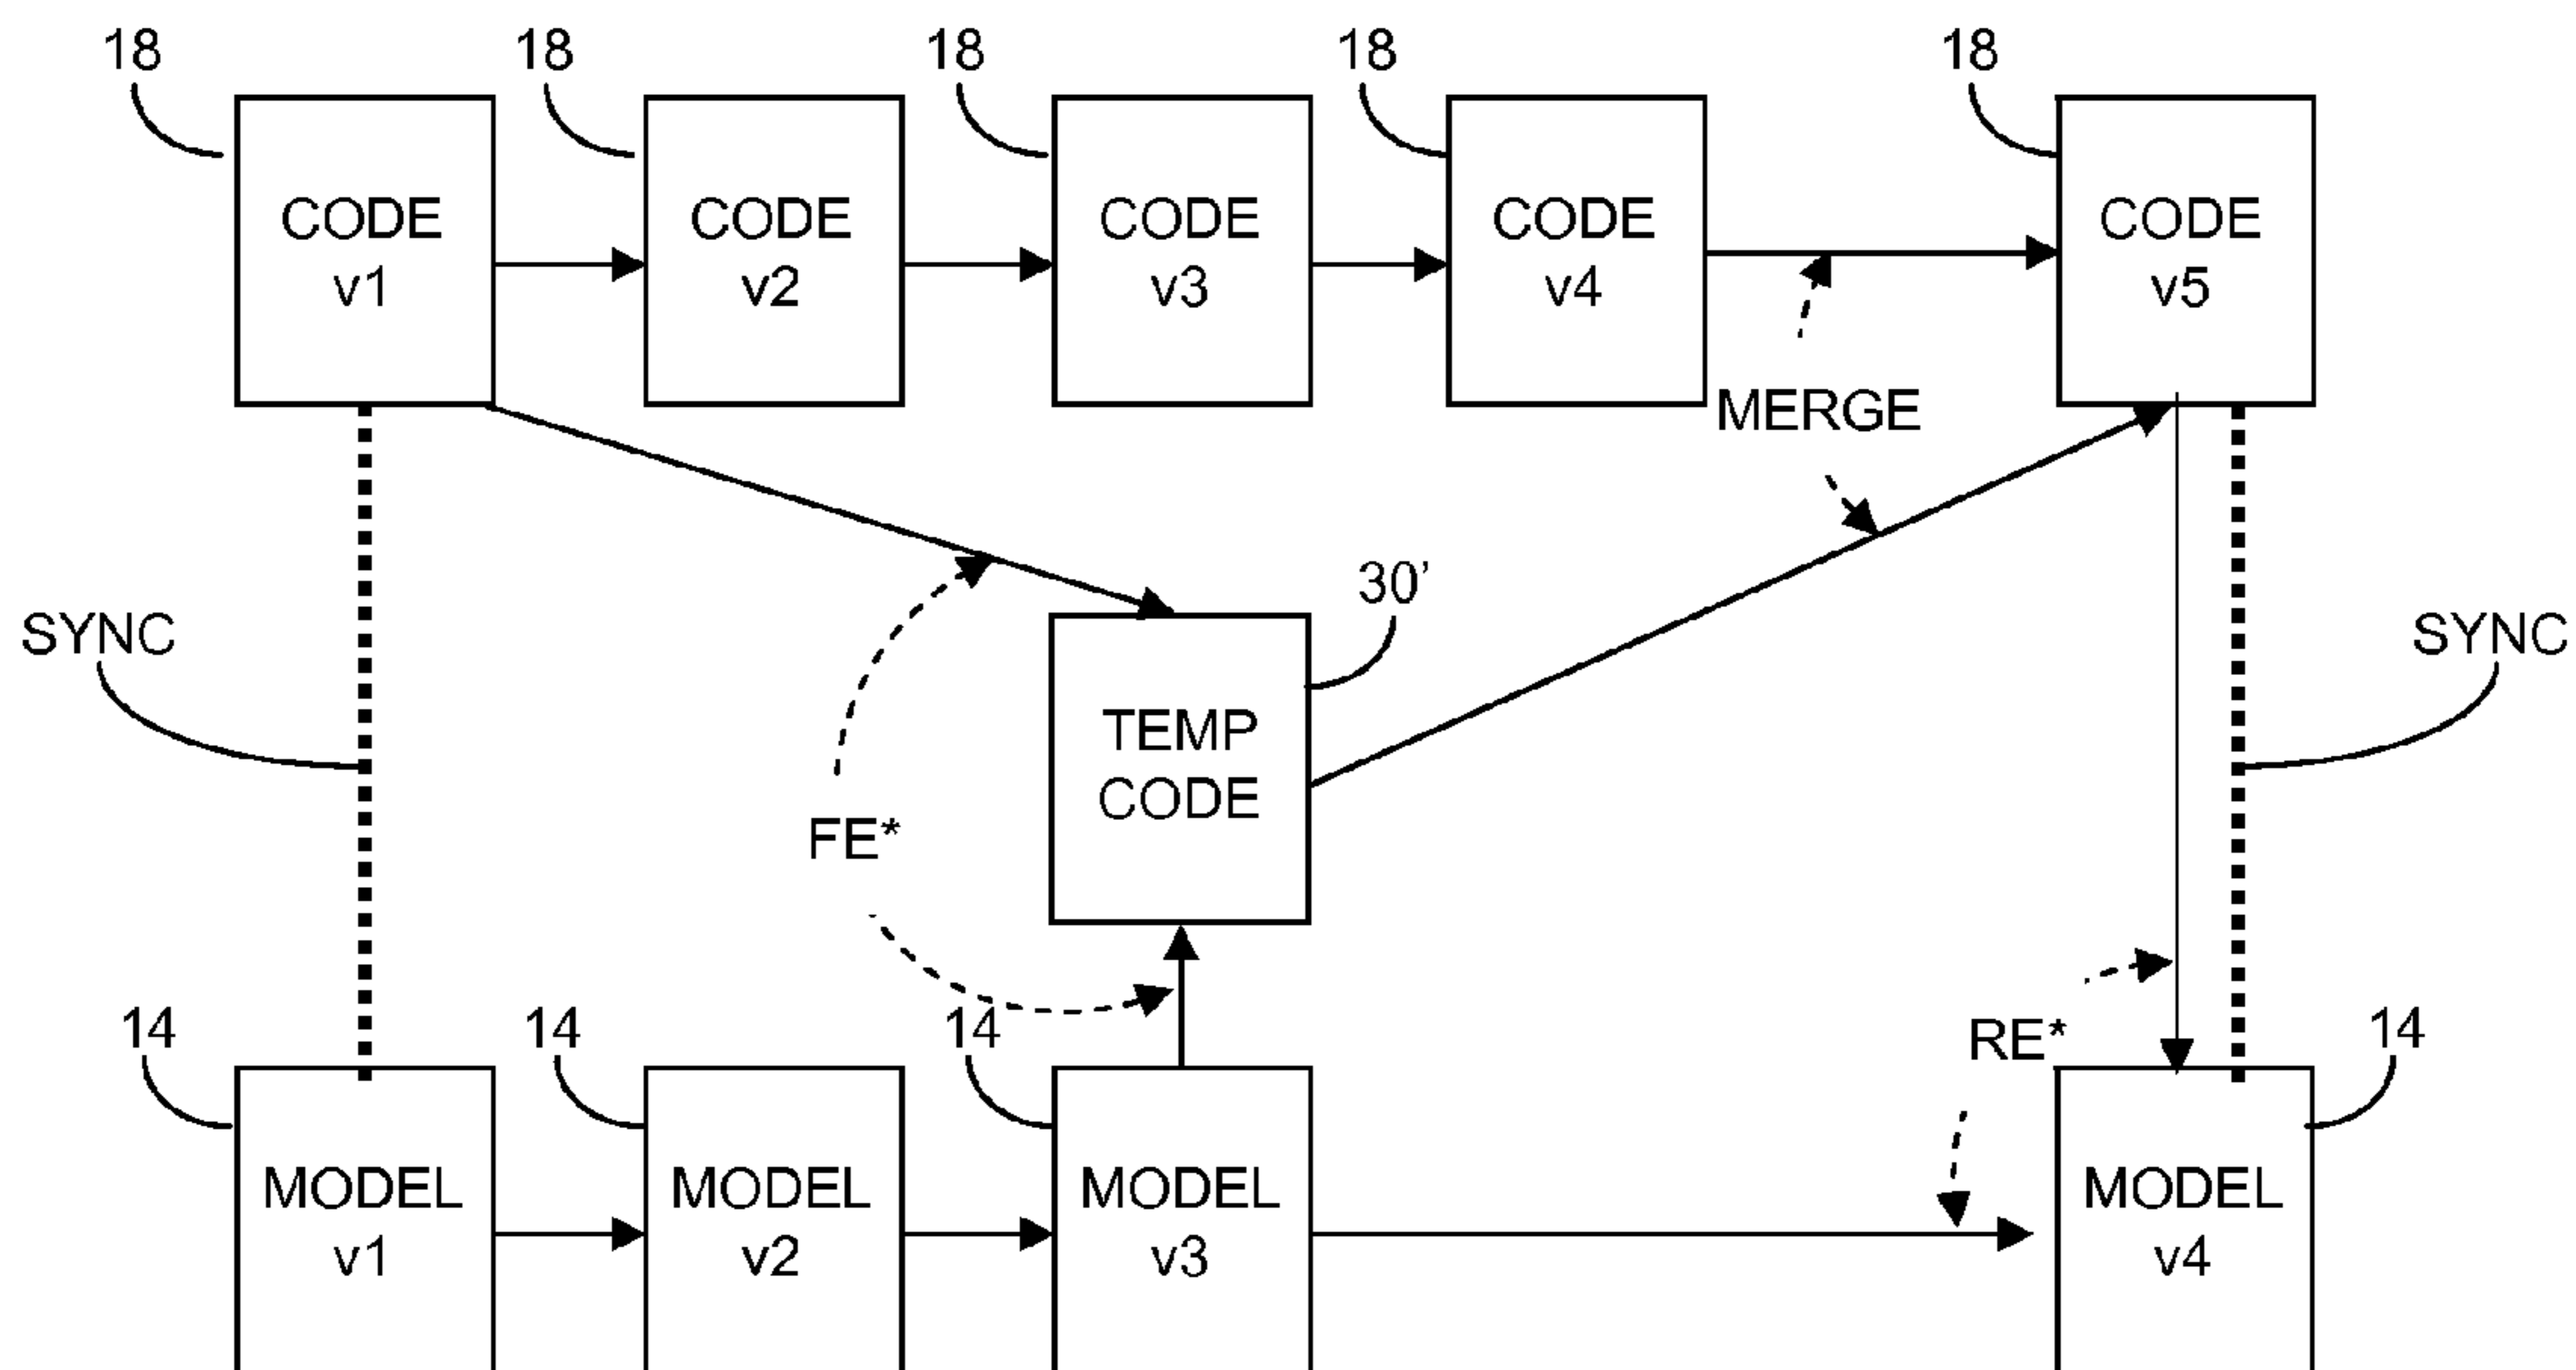 18
18
18
18
18
CODE
v1
CODE
v2
CODE
v3
CODE
v4
CODE
v5
MERGE
30'
SYNC
SYNC
TEMP
CODE
FE*
14
14
14
RE*
14
MODEL
v1
MODEL
v2
MODEL
v3
MODEL
v4